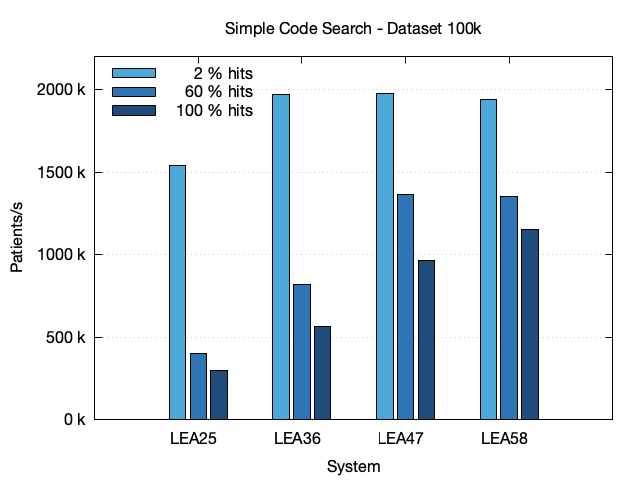 Simple Code Search - Dataset 100k
2 % hits
60 % hits
100 % hits
2000 k
1500 k
1000 k
500 k
0 k
Patients/s
LEA25 LEA36 LEA47 LEA58
System